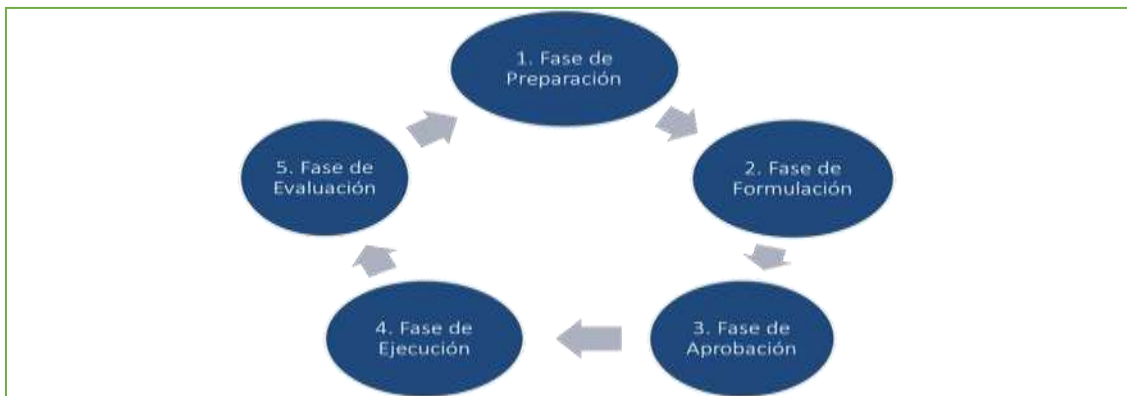 1. Fase de
Preparación
2. Fase de
Formulación
3. Fase de
Aprobación
4. Fase de
Ejecución
5. Fase de
Evaluación